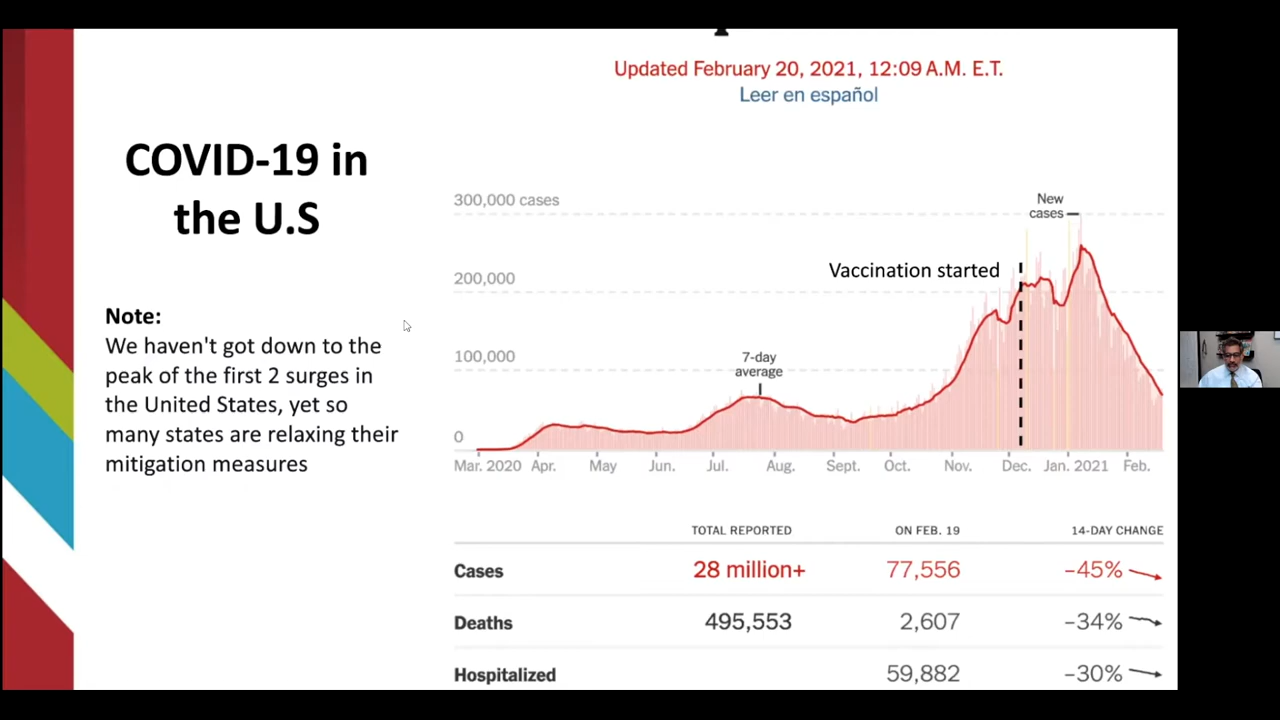 COVID-19 in
the U.S
Note:
We haven't got down to the
peak of the first 2 surges in
the United States, yet so
many states are relaxing their
mitigation measures
Updated February 20, 2021, 12:09 A.M. E.T.
Leer en español
300,000 cases
New
cases
Vaccination started
200,000
100,000
7-day
average
0
Mar. 2020 Apr. May Jun. Jul. Aug. Sept. Oct. Nov. Dec. Jan. 2021 Feb.
TOTAL REPORTED ON FEB. 19 14-DAY CHANGE
Cases 28 million+ 77,556 –45%
Deaths 495,553 2,607 –34%
Hospitalized 59,882 –30%